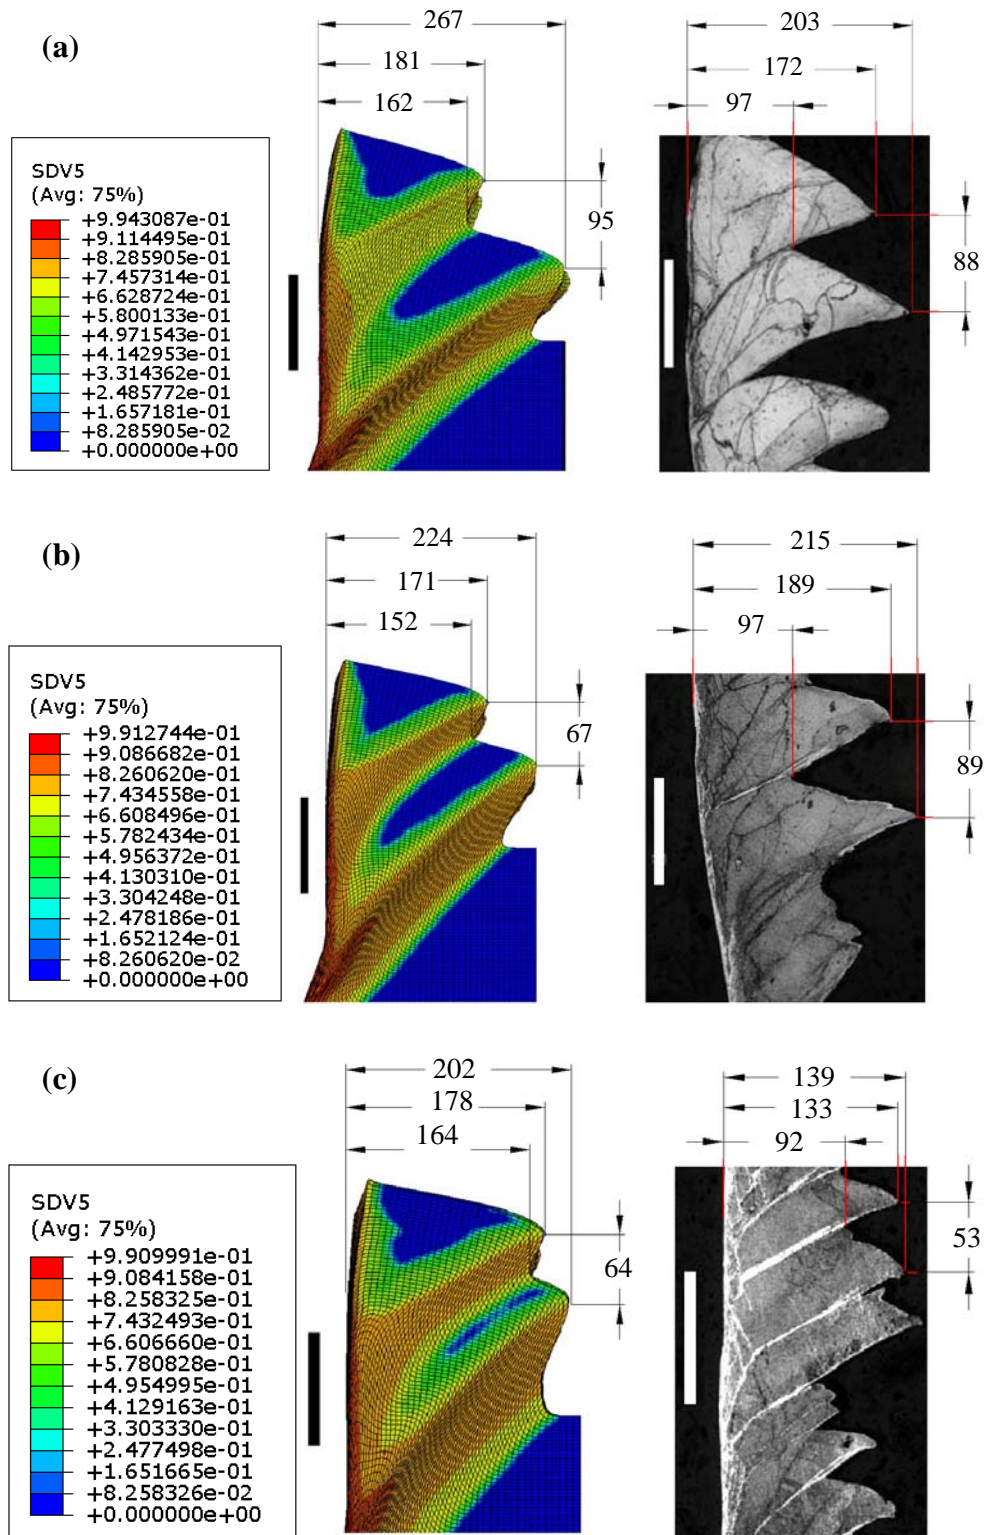 (a)
267
181
162
95
203
172
97
88
SDV5
(Avg: 75%)
+9.943087e-01
+9.114495e-01
+8.285905e-01
+7.457314e-01
+6.628724e-01
+5.800133e-01
+4.971543e-01
+4.142953e-01
+3.314362e-01
+2.485772e-01
+1.657181e-01
+8.285905e-02
+0.000000e+00
(b)
224
171
152
67
215
189
97
89
SDV5
(Avg: 75%)
+9.912744e-01
+9.086682e-01
+8.260620e-01
+7.434558e-01
+6.608496e-01
+5.782434e-01
+4.956372e-01
+4.130310e-01
+3.304248e-01
+2.478186e-01
+1.652124e-01
+8.260620e-02
+0.000000e+00
(c)
202
178
164
64
139
133
92
53
SDV5
(Avg: 75%)
+9.909991e-01
+9.084158e-01
+8.258325e-01
+7.432493e-01
+6.606660e-01
+5.780828e-01
+4.954995e-01
+4.129163e-01
+3.303330e-01
+2.477498e-01
+1.651665e-01
+8.258326e-02
+0.000000e+00